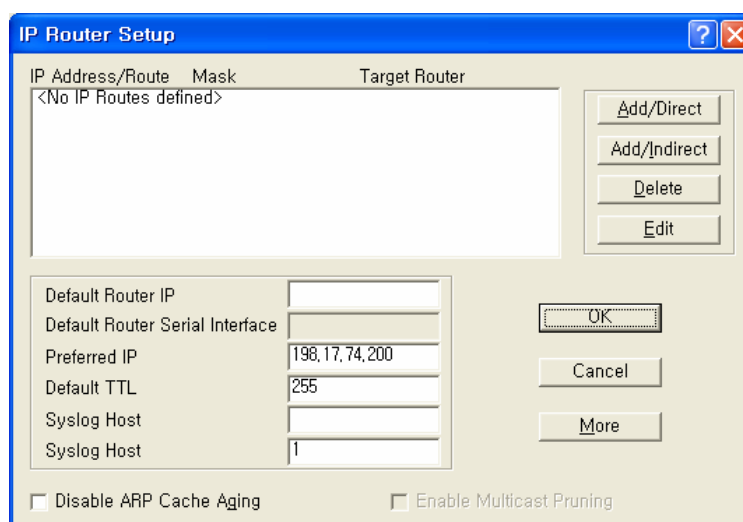 IP Router Setup
IP Address/Route Mask Target Router
<No IP Routes defined>
Add/Direct
Add/Indirect
Delete
Edit
Default Router IP
Default Router Serial Interface
Preferred IP 198,17,74,200
Default TTL 255
Syslog Host
Syslog Host 1
OK
Cancel
More
Disable ARP Cache Aging Enable Multicast Pruning